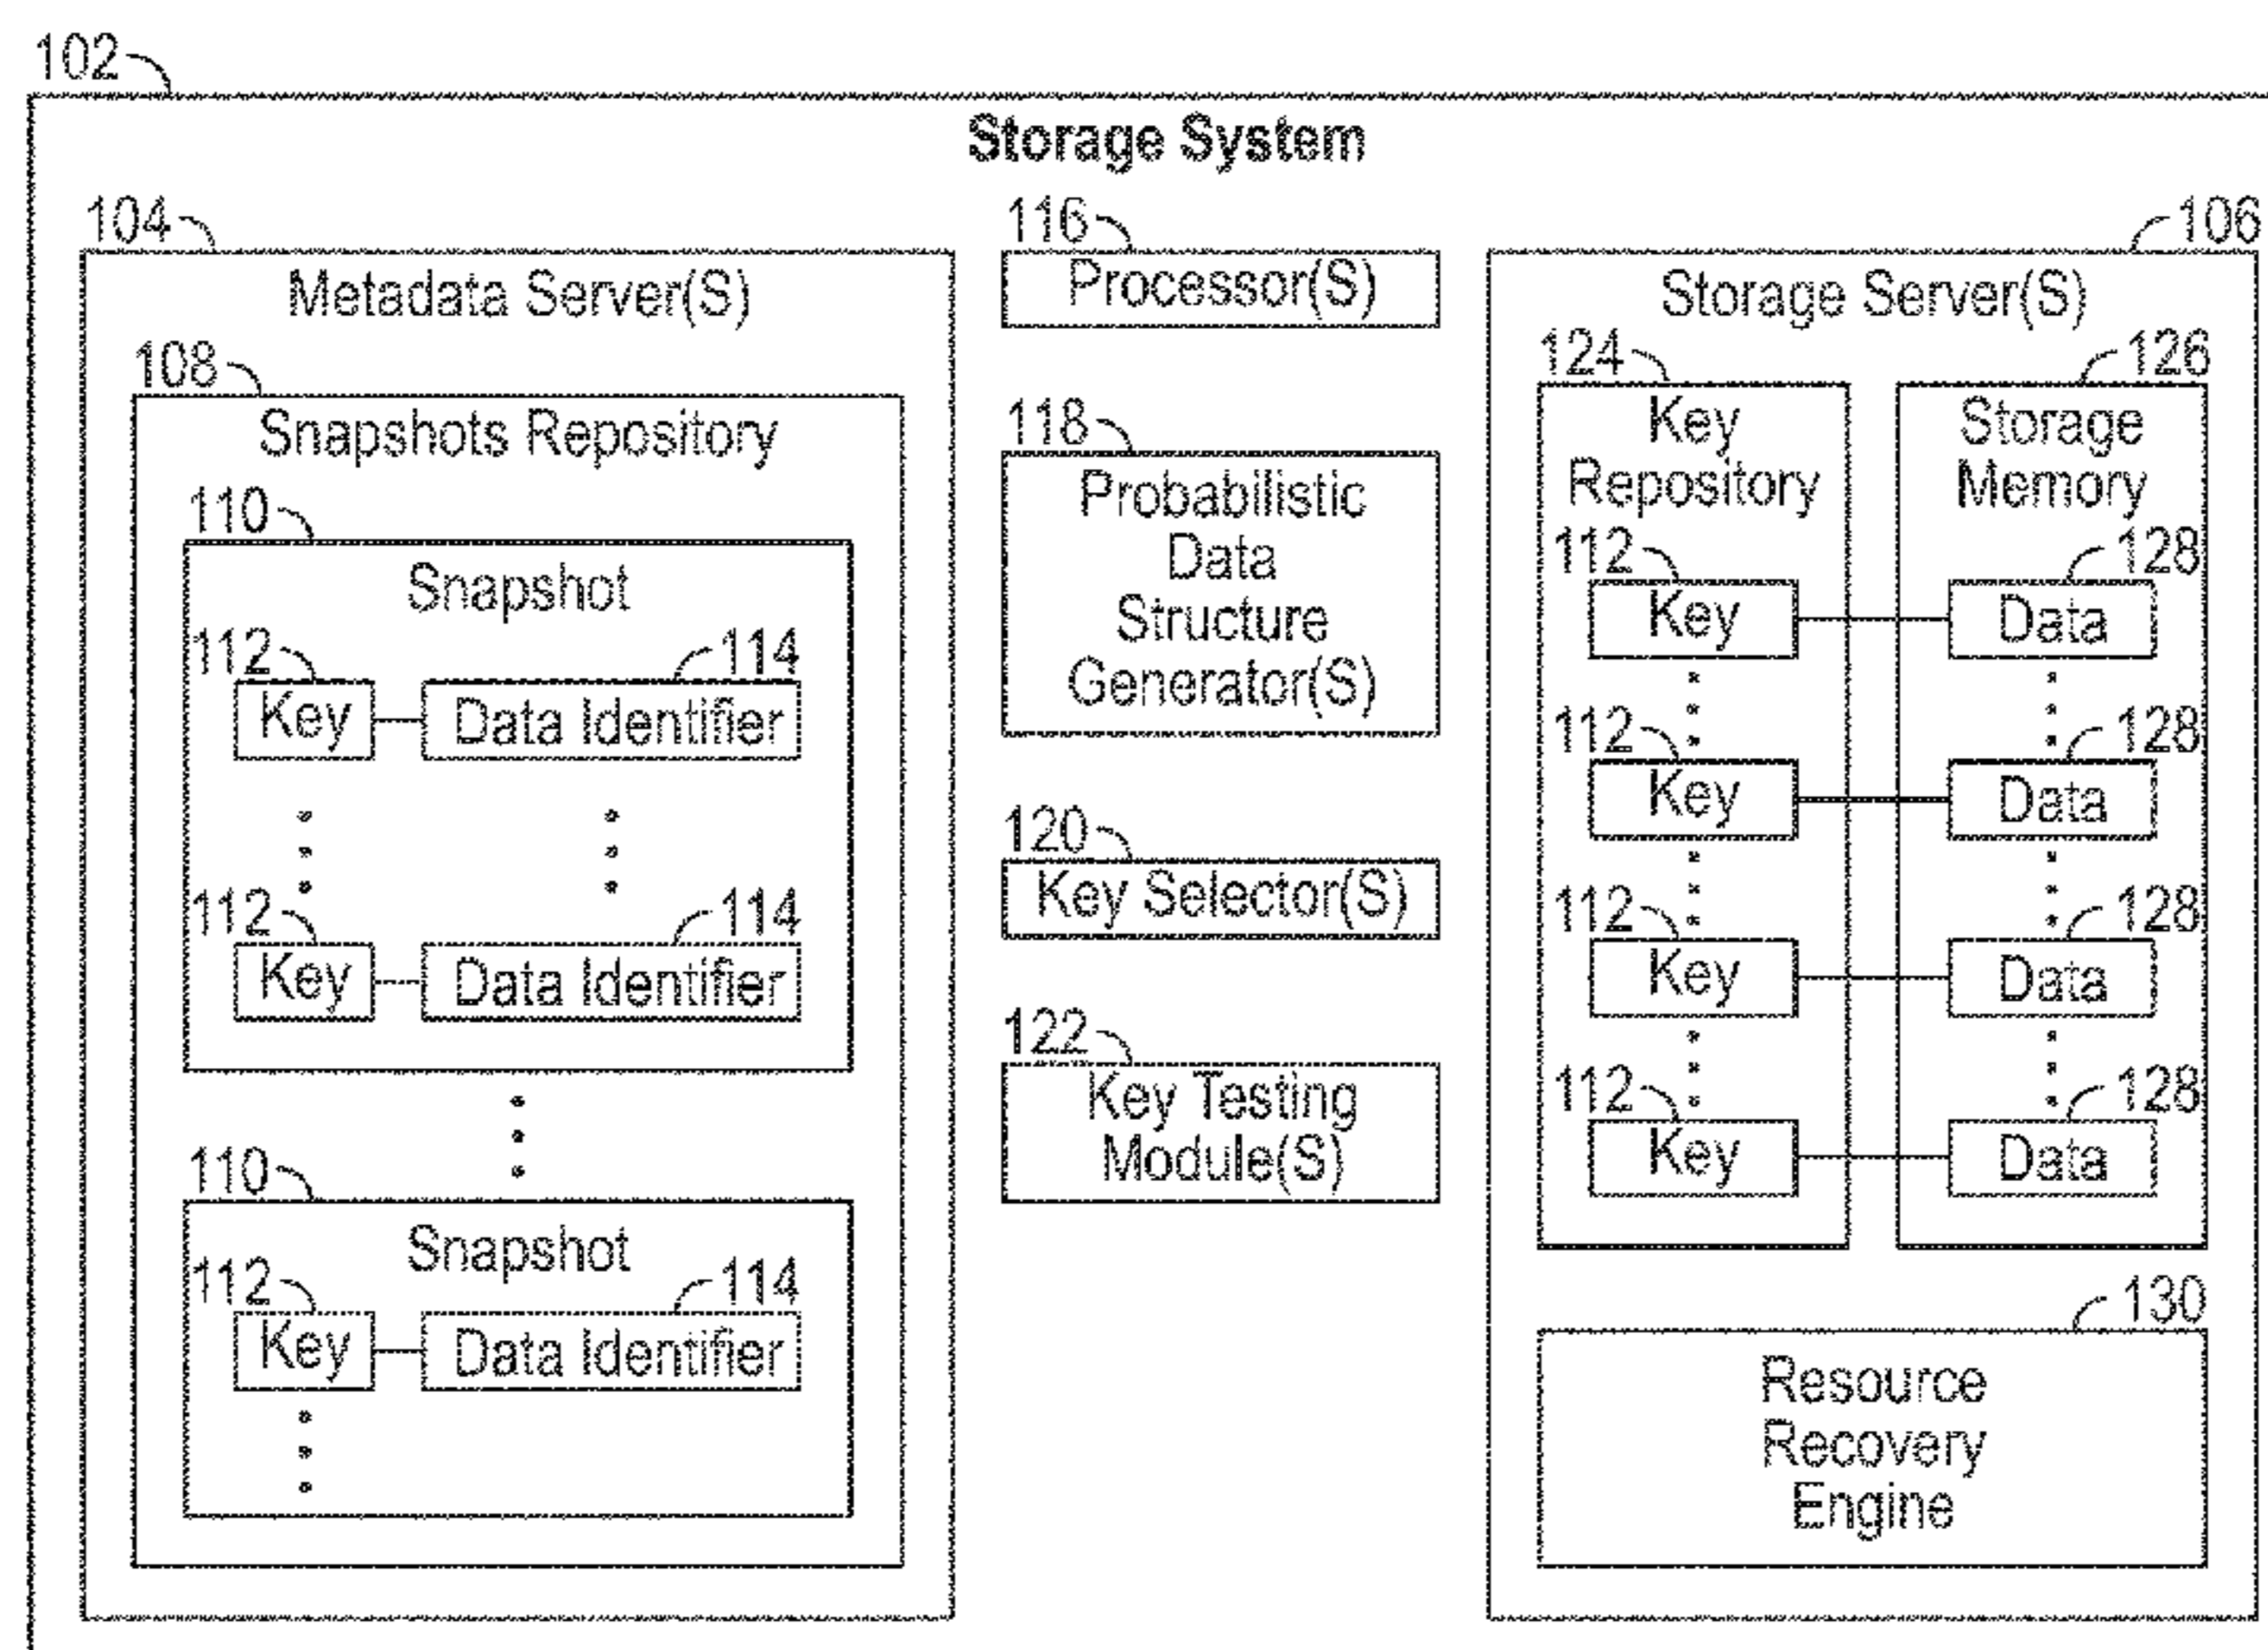 102
Storage System
104
Metadata Server(S)
108
Snapshots Repository
110
Snapshot
112 114
Key Data Identifier
112 114
Key Data Identifier
110
Snapshot
112 114
Key Data Identifier
116
Processor(S)
118
Probabilistic
Data
Structure
Generator(S)
120
Key Selector(S)
122
Key Testing
Module(S)
106
Storage Server(S)
124 126
Key
Repository
Storage
Memory
112 128
Key Data
112 128
Key Data
112 128
Key Data
112 128
Key Data
130
Resource
Recovery
Engine